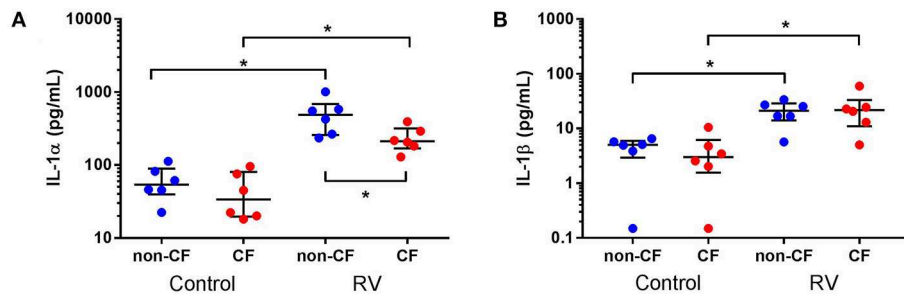 A
IL-1α (pg/mL)
10000
1000
100
10
*
*
*
non-CF CF non-CF CF
Control RV
B
IL-1β (pg/mL)
1000
100
10
1
0.1
*
*
non-CF CF non-CF CF
Control RV